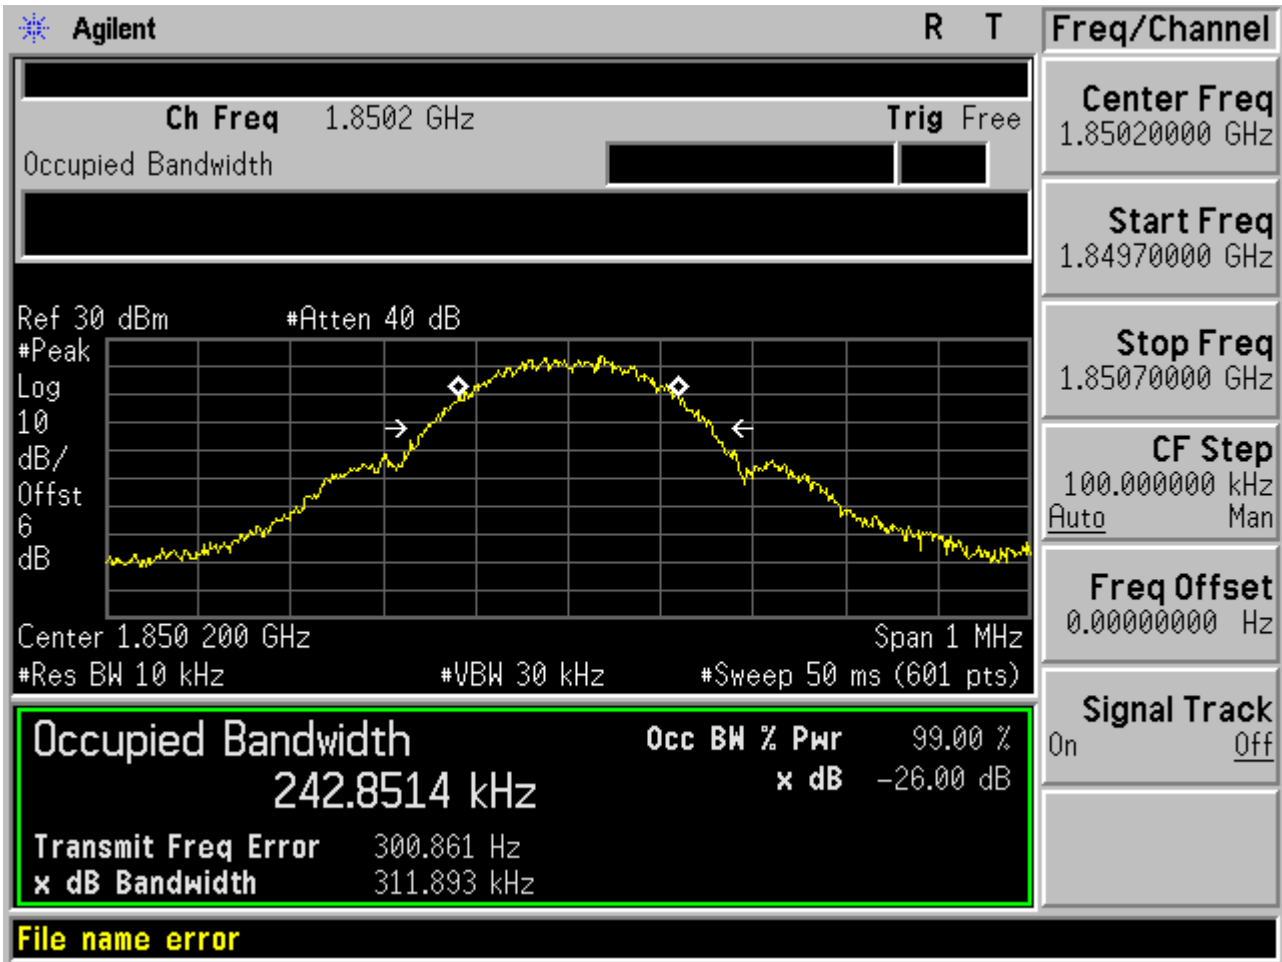 Agilent R T Freq/Channel
Ch Freq 1.8502 GHz Trig Free
Occupied Bandwidth
Center Freq
1.85020000 GHz
Start Freq
1.84970000 GHz
Stop Freq
1.85070000 GHz
CF Step
100.000000 kHz
Auto Man
Freq Offset
0.00000000 Hz
Signal Track
On Off
Ref 30 dBm #Atten 40 dB
#Peak
Log
10
dB/
Offst
6
dB
Center 1.850 200 GHz Span 1 MHz
#Res BW 10 kHz #VBW 30 kHz #Sweep 50 ms (601 pts)
Occupied Bandwidth Occ BW % Pwr 99.00 %
242.8514 kHz x dB -26.00 dB
Transmit Freq Error 300.861 Hz
x dB Bandwidth 311.893 kHz
File name error